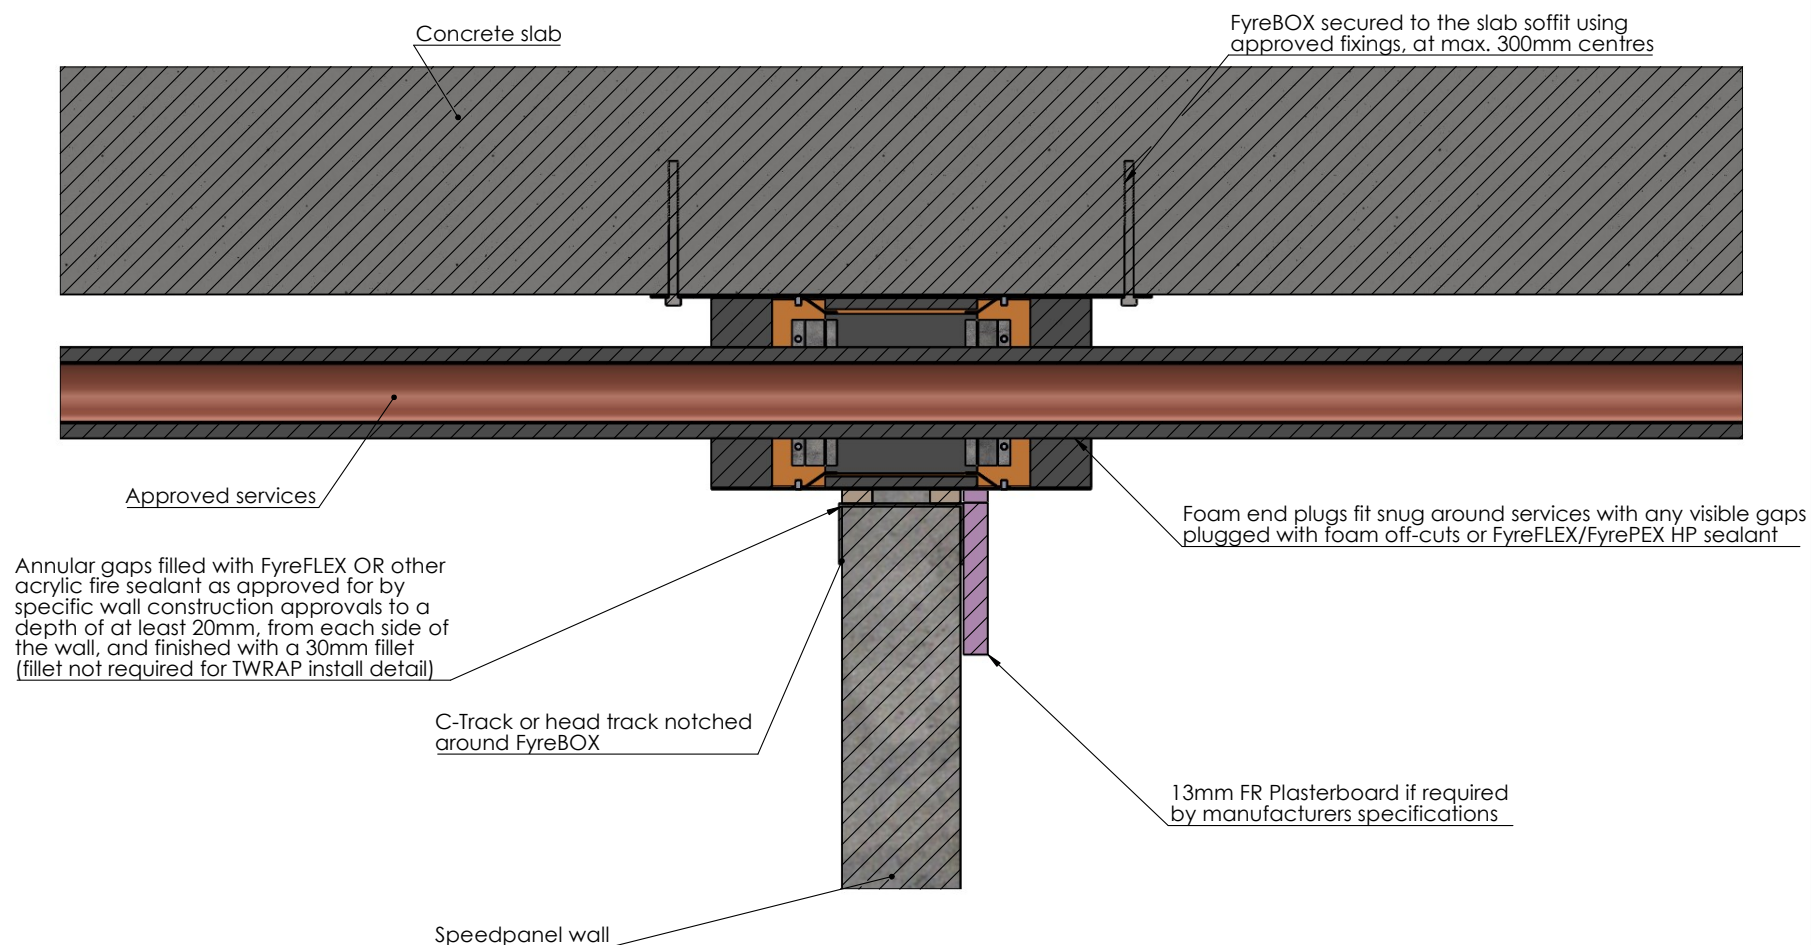 Concrete slab
FyreBOX secured to the slab soffit using
approved fixings, at max. 300mm centres
Approved services
Foam end plugs fit snug around services with any visible gaps
plugged with foam off-cuts or FyreFLEX/FyrePEX HP sealant
Annular gaps filled with FyreFLEX OR other
acrylic fire sealant as approved for by
specific wall construction approvals to a
depth of at least 20mm, from each side of
the wall, and finished with a 30mm fillet
(fillet not required for TWRAP install detail)
C-Track or head track notched
around FyreBOX
13mm FR Plasterboard if required
by manufacturers specifications
Speedpanel wall